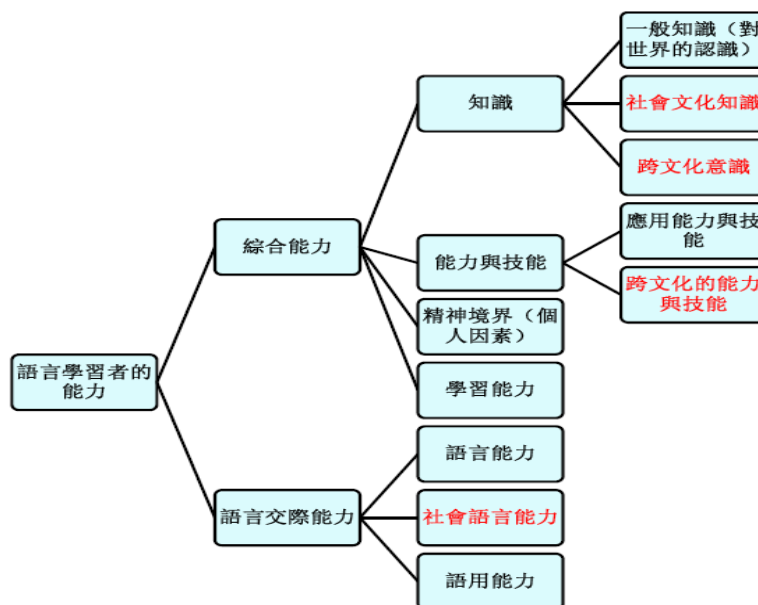 一般知識（對
世界的認識）
知識
社會文化知識
跨文化意識
綜合能力
應用能力與技
能
能力與技能
跨文化的能力
與技能
精神境界（個
人因素）
語言學習者的
能力
學習能力
語言能力
語言交際能力
社會語言能力
語用能力